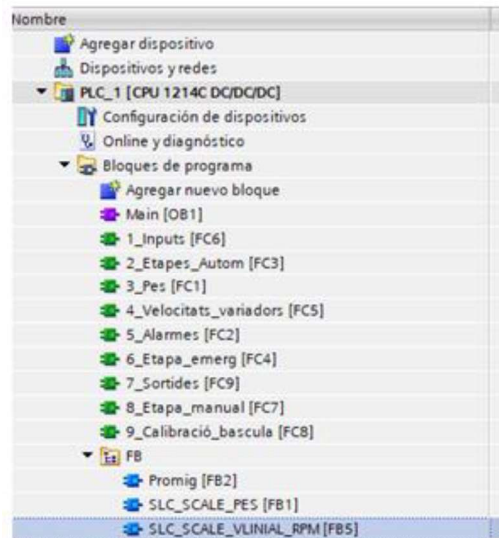 Nombre
Agregar dispositivo
Dispositivos y redes
PLC_1 [CPU 1214C DC/DC/DC]
Configuración de dispositivos
Online y diagnóstico
Bloques de programa
Agregar nuevo bloque
Main [OB1]
1_Inputs [FC6]
2_Etapes_Autom [FC3]
3_Pes [FC1]
4_Velocitats_variadors [FC5]
5_Alarmes [FC2]
6_Etapa_emerg [FC4]
7_Sortides [FC9]
8_Etapa_manual [FC7]
9_Calibració_bascula [FC8]
FB
Promig [FB2]
SLC_SCALE_PES [FB1]
SLC_SCALE_VLINIAL_RPM [FB5]